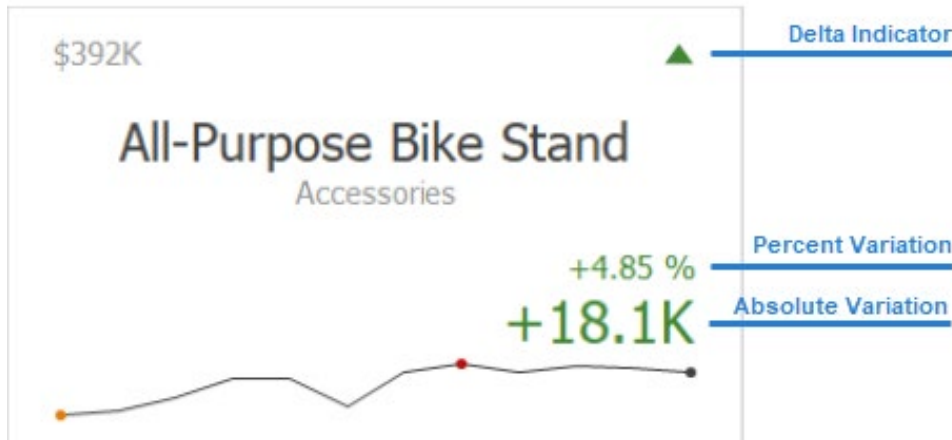 Delta Indicator
$392K
All-Purpose Bike Stand
Accessories
Percent Variation
+4.85 %
Absolute Variation
+18.1K